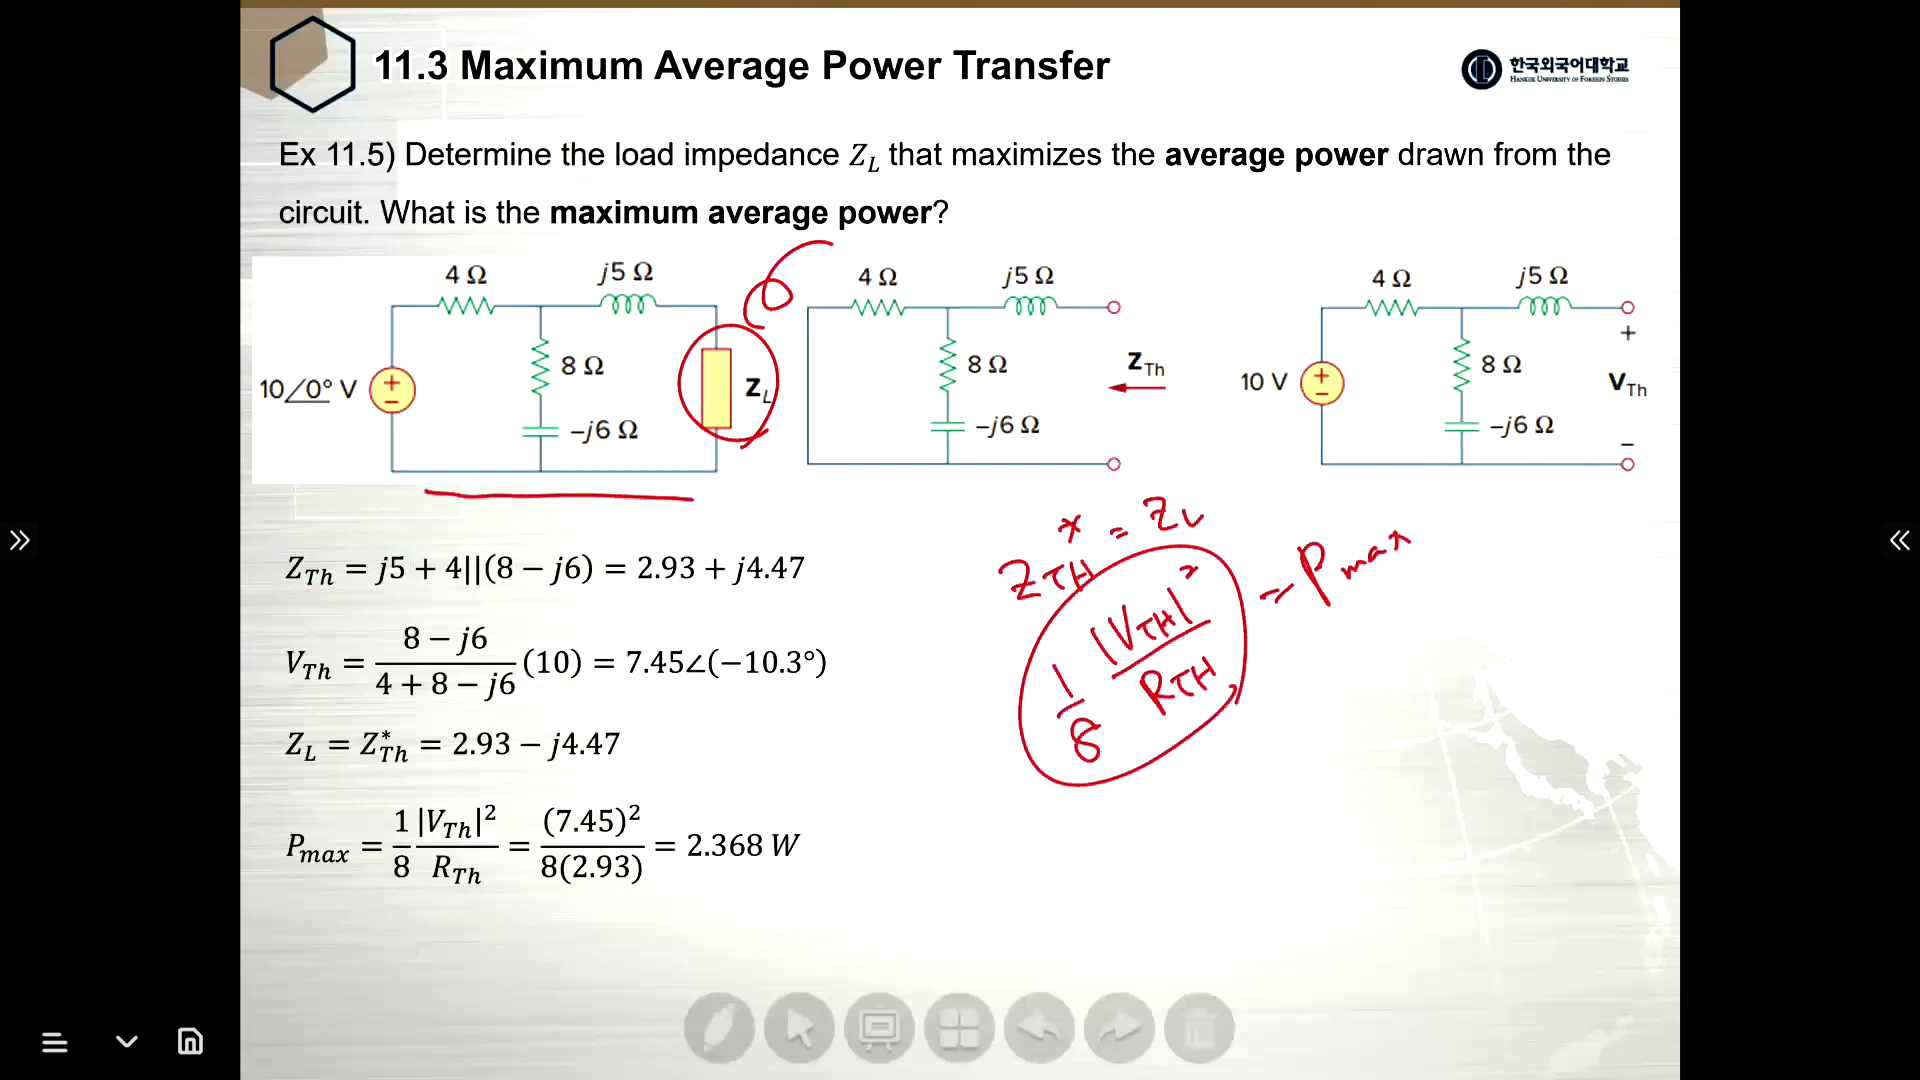 11.3 Maximum Average Power Transfer
한국외국어대학교
HANKUK UNIVERSITY OF FOREIGN STUDIES
Ex 11.5) Determine the load impedance Z_L that maximizes the average power drawn from the
circuit. What is the maximum average power?
4 Ω j5 Ω
8 Ω
10∠0° V + − Z_L
−j6 Ω
4 Ω j5 Ω
8 Ω
Z_Th
−j6 Ω
4 Ω j5 Ω
+
8 Ω
10 V + − V_Th
−j6 Ω
−
Z_Th = j5 + 4||(8 − j6) = 2.93 + j4.47
V_Th = (8 − j6)/(4 + 8 − j6) (10) = 7.45∠(−10.3°)
Z_L = Z*_Th = 2.93 − j4.47
P_max = 1/8 |V_Th|²/R_Th = (7.45)²/8(2.93) = 2.368 W
Z_TH* = Z_L
1/8 |V_TH|²/R_TH = P_max